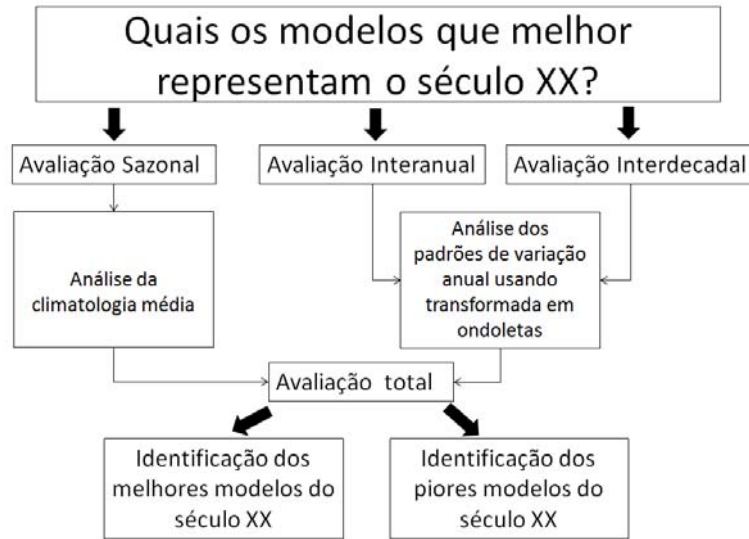 Quais os modelos que melhor
representam o século XX?
Avaliação Sazonal
Avaliação Interanual
Avaliação Interdecadal
Análise da
climatologia média
Análise dos
padrões de variação
anual usando
transformada em
ondoletas
Avaliação total
Identificação dos
melhores modelos do
século XX
Identificação dos
piores modelos do
século XX